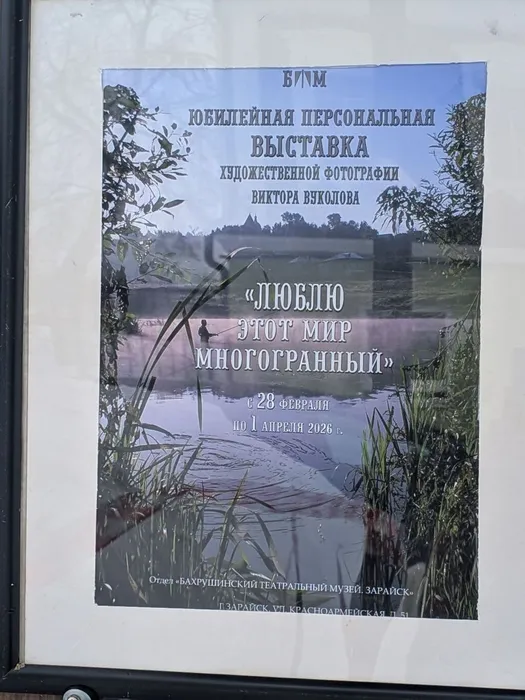 БТМ
ЮБИЛЕЙНАЯ ПЕРСОНАЛЬНАЯ
ВЫСТАВКА
ХУДОЖЕСТВЕННОЙ ФОТОГРАФИИ
ВИКТОРА ВУКОЛОВА
«ЛЮБЛЮ
ЭТОТ МИР
МНОГОГРАННЫЙ»
С 28 ФЕВРАЛЯ
ПО 1 АПРЕЛЯ 2026 г.
Отдел «БАХРУШИНСКИЙ ТЕАТРАЛЬНЫЙ МУЗЕЙ. ЗАРАЙСК»
Г.ЗАРАЙСК, УЛ. КРАСНОАРМЕЙСКАЯ, Д. 51